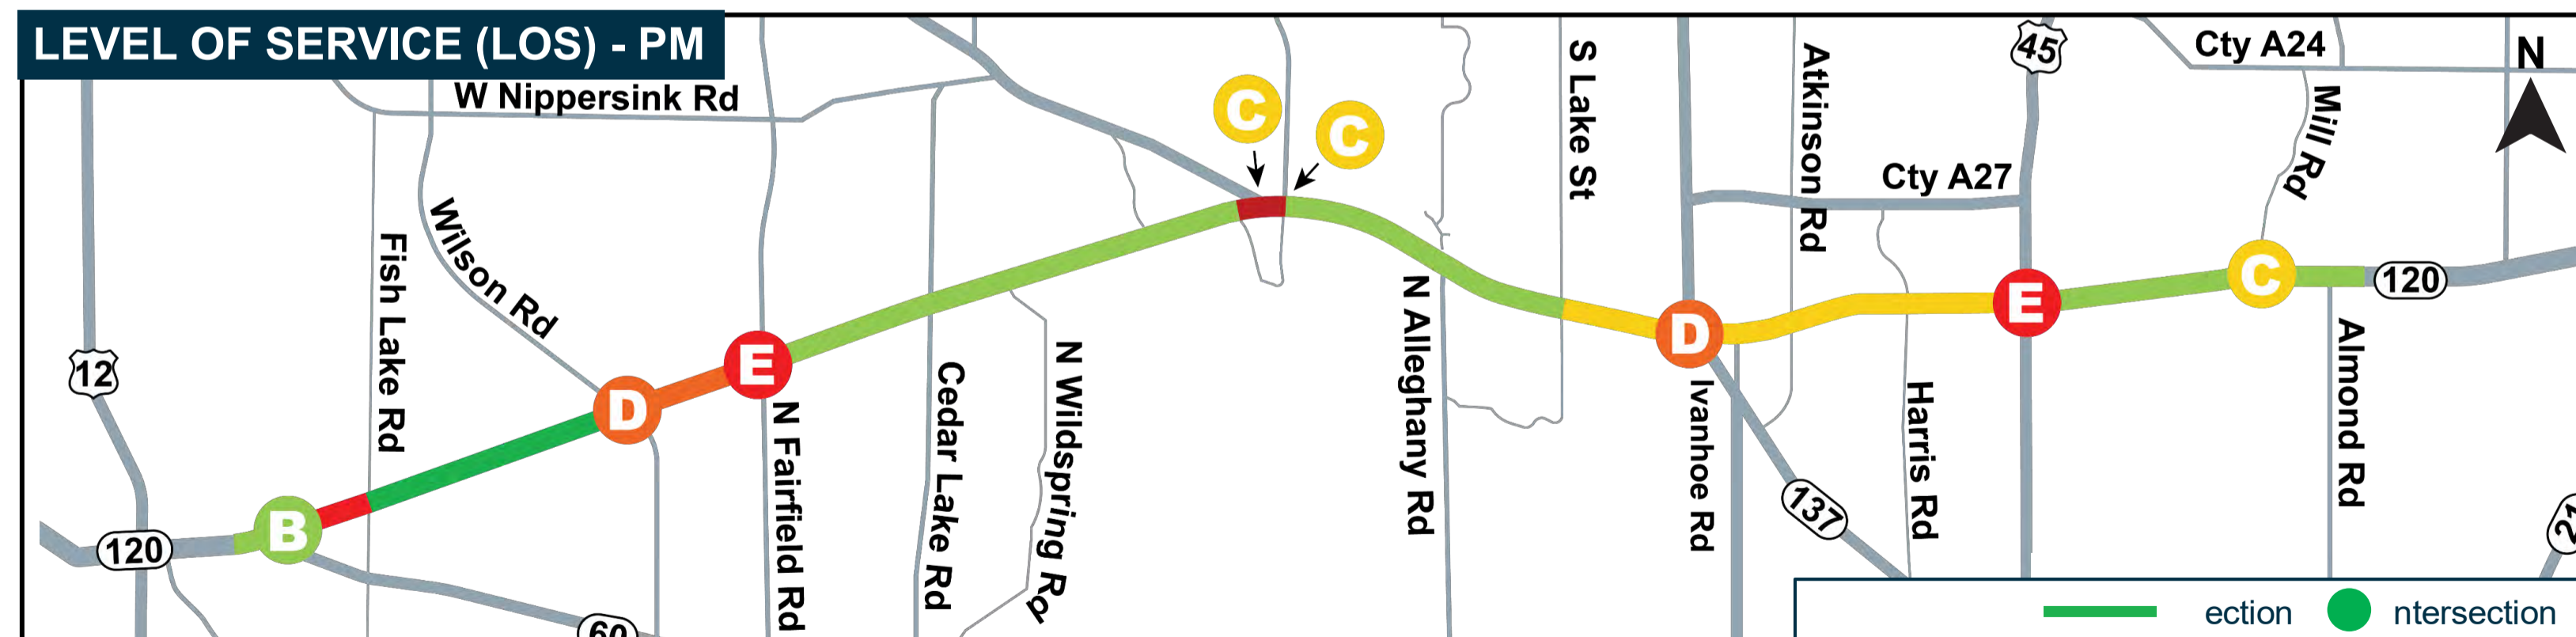 LEVEL OF SERVICE (LOS) - PM
W Nippersink Rd
Wilson Rd
Fish Lake Rd
12
120
B
D
E
60
N Fairfield Rd
Cedar Lake Rd
N Wildspring Rd
C
C
N Alleghany Rd
S Lake St
D
Ivanhoe Rd
Atkinson Rd
137
Harris Rd
Cty A27
45
E
Cty A24
Mill Rd
C
120
Almond Rd
N
ection
ntersection